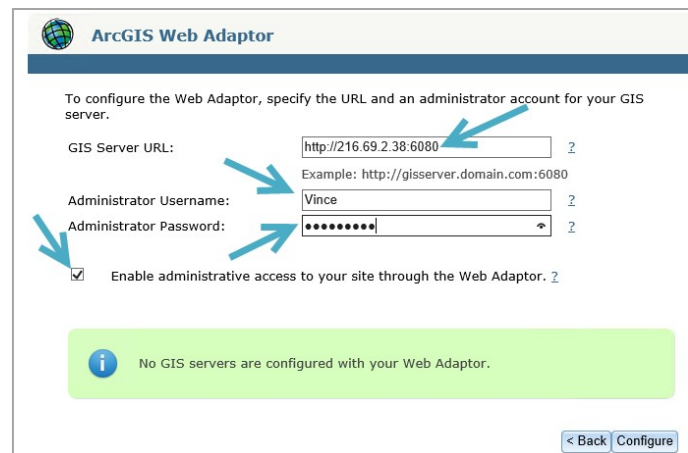 ArcGIS Web Adaptor
To configure the Web Adaptor, specify the URL and an administrator account for your GIS
server.
GIS Server URL: http://216.69.2.38:6080 ?
Example: http://gisserver.domain.com:6080
Administrator Username: Vince ?
Administrator Password: ●●●●●●●●● ?
Enable administrative access to your site through the Web Adaptor. ?
i No GIS servers are configured with your Web Adaptor.
< Back Configure